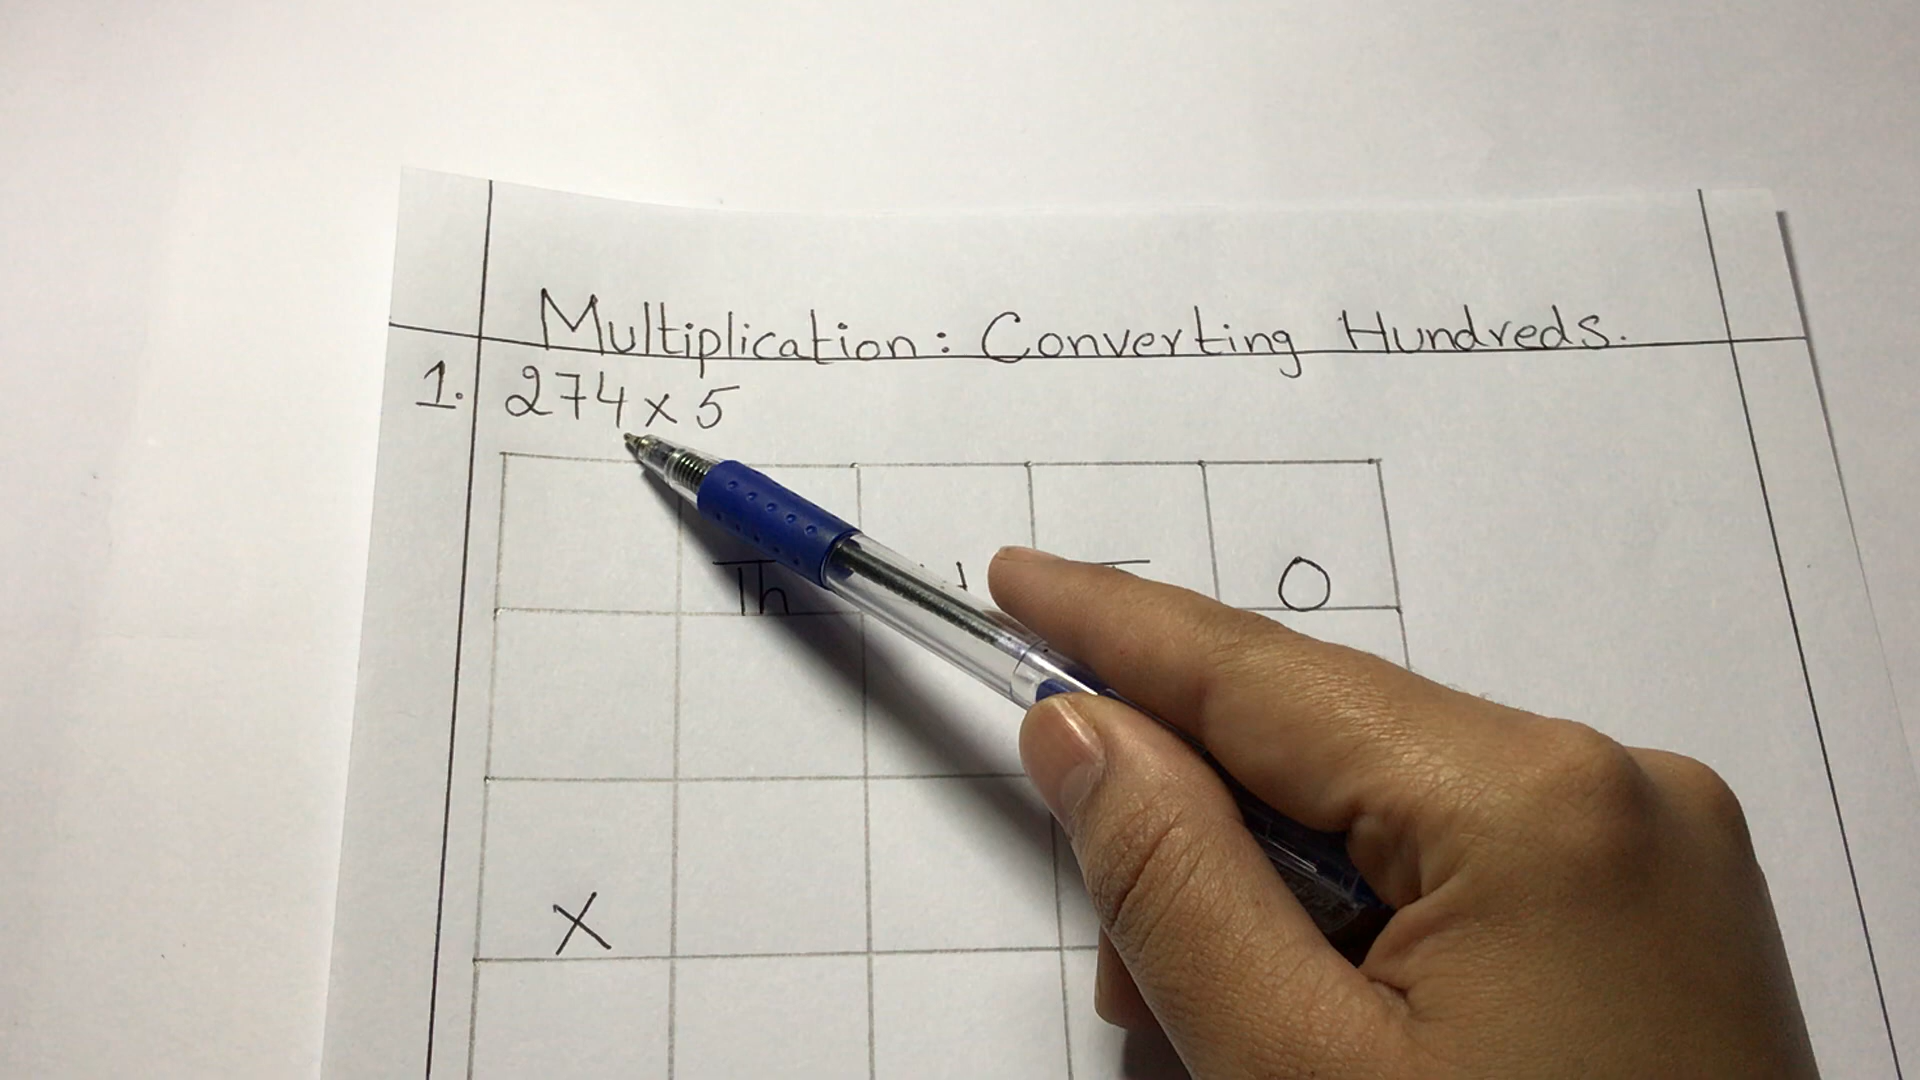 Multiplication: Converting Hundreds.
1. 274 x 5
Th T O
X